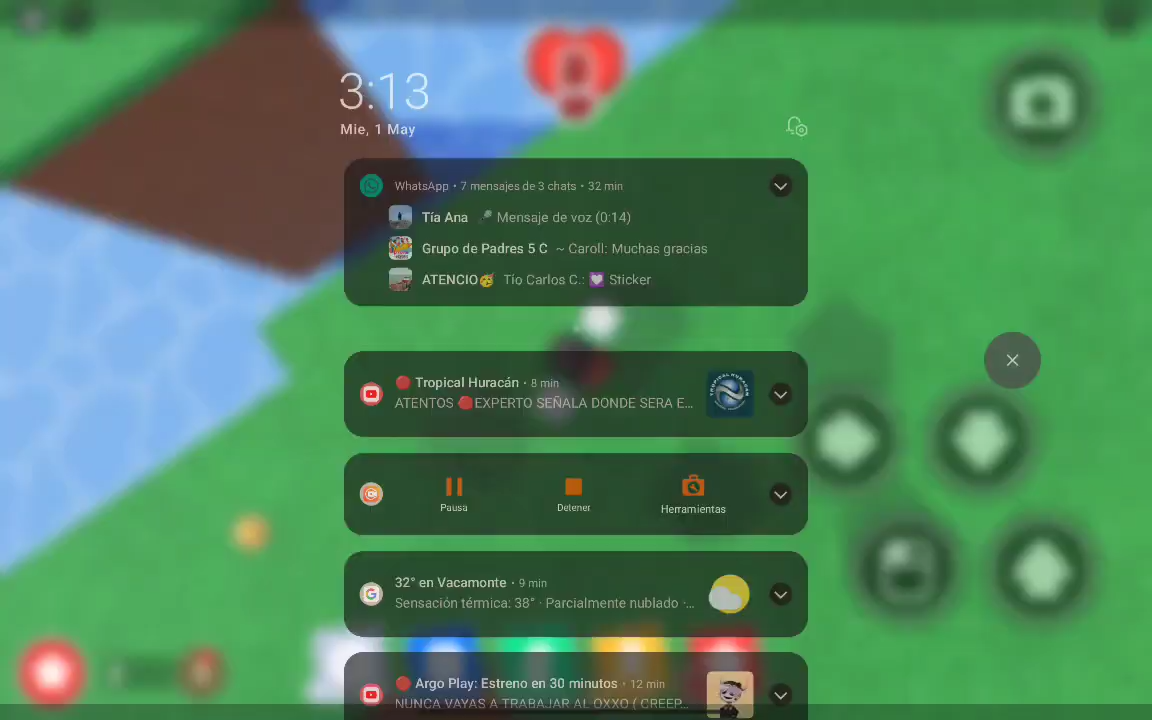 3:13
Mie, 1 May
WhatsApp • 7 mensajes de 3 chats • 32 min
Tía Ana 🎤 Mensaje de voz (0:14)
Grupo de Padres 5 C ~ Caroll: Muchas gracias
ATENCIO🥳 Tío Carlos C.: 💟 Sticker
🔴 Tropical Huracán • 8 min
ATENTOS 🔴EXPERTO SEÑALA DONDE SERA E...
TROPICAL HURACÁN
Pausa
Detener
Herramientas
32° en Vacamonte • 9 min
Sensación térmica: 38° · Parcialmente nublado ·...
🔴 Argo Play: Estreno en 30 minutos • 12 min
NUNCA VAYAS A TRABAJAR AL OXXO ( CREEP...